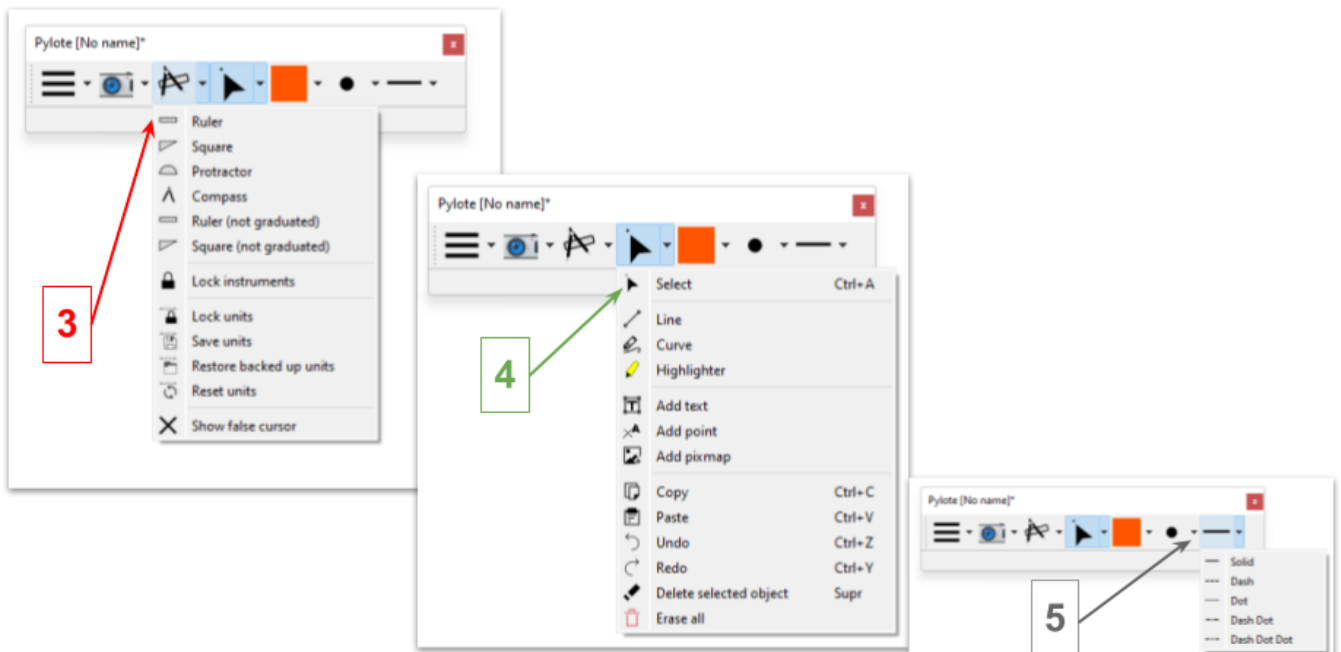 Pylote [No name]*
x
Ruler
Square
Protractor
Compass
Ruler (not graduated)
Square (not graduated)
Lock instruments
Lock units
Save units
Restore backed up units
Reset units
Show false cursor
3
Pylote [No name]*
x
Select Ctrl+A
Line
Curve
Highlighter
Add text
Add point
Add pixmap
Copy Ctrl+C
Paste Ctrl+V
Undo Ctrl+Z
Redo Ctrl+Y
Delete selected object Supr
Erase all
4
Pylote [No name]*
x
Solid
Dash
Dot
Dash Dot
Dash Dot Dot
5